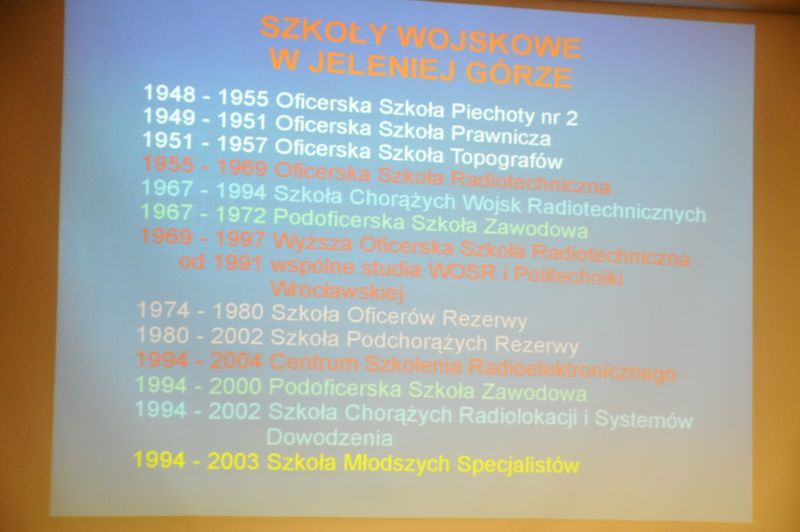 SZKOŁY WOJSKOWE
W JELENIEJ GÓRZE
1948 - 1955 Oficerska Szkoła Piechoty nr 2
1949 - 1951 Oficerska Szkoła Prawnicza
1951 - 1957 Oficerska Szkoła Topografów
1955 - 1969 Oficerska Szkoła Radiotechniczna
1967 - 1994 Szkoła Chorążych Wojsk Radiotechnicznych
1967 - 1972 Podoficerska Szkoła Zawodowa
1969 - 1997 Wyższa Oficerska Szkoła Radiotechniczna
od 1991 wspólne studia WOSR i Politechniki
Wrocławskiej
1974 - 1980 Szkoła Oficerów Rezerwy
1980 - 2002 Szkoła Podchorążych Rezerwy
1994 - 2004 Centrum Szkolenia Radioelektronicznego
1994 - 2000 Podoficerska Szkoła Zawodowa
1994 - 2002 Szkoła Chorążych Radiolokacji i Systemów
Dowodzenia
1994 - 2003 Szkoła Młodszych Specjalistów